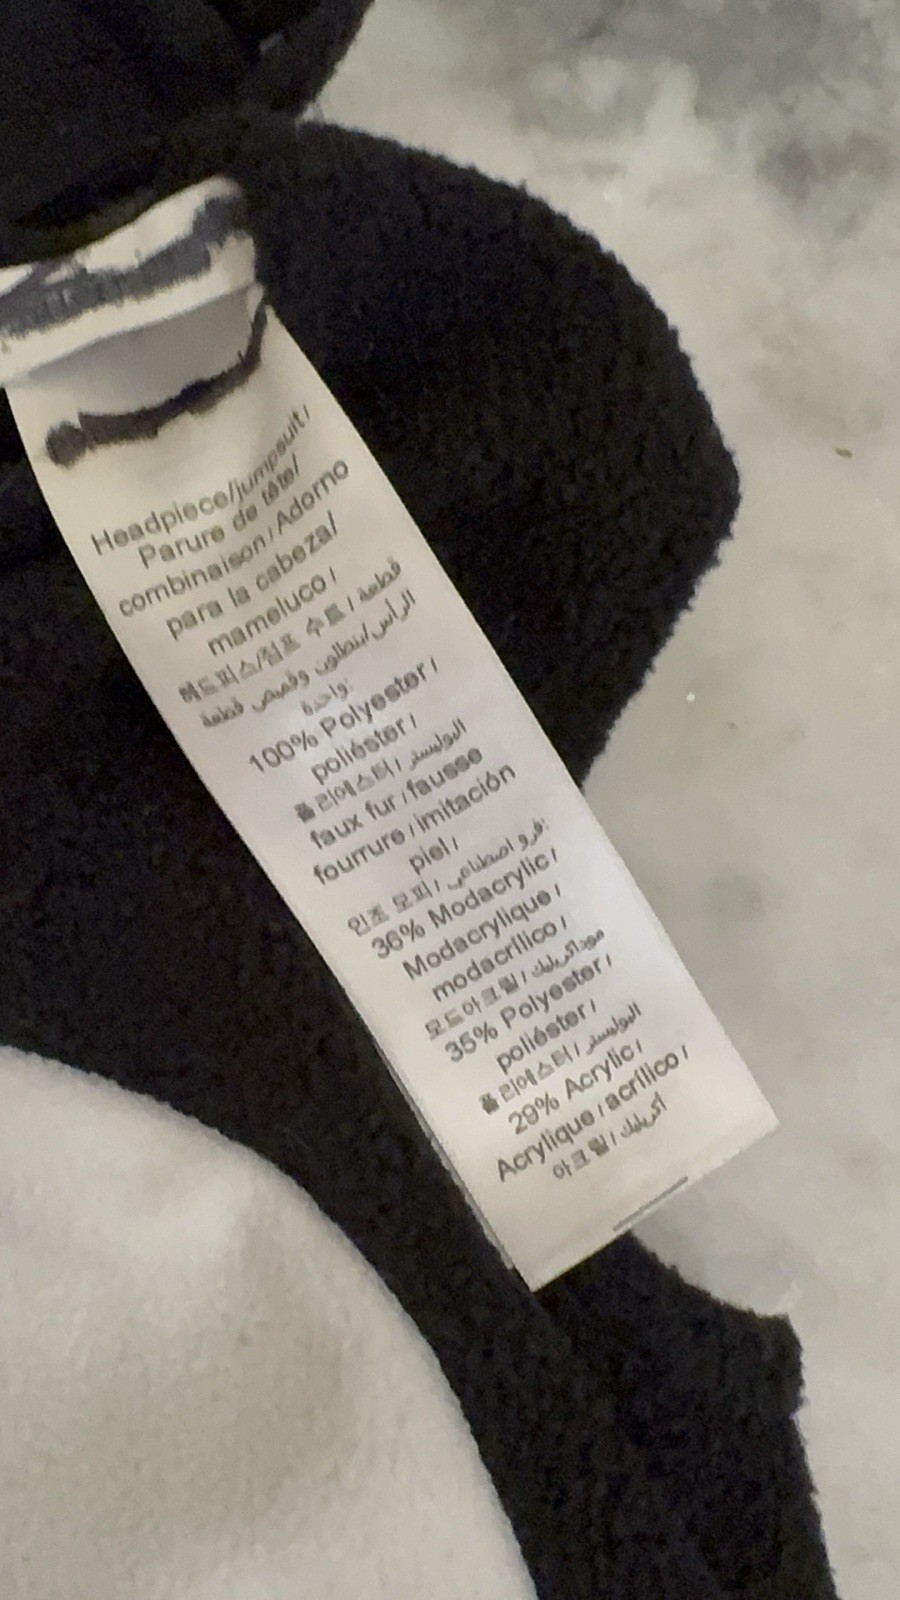 Headpiece/jumpsuit/
Parure de tête/
combinaison/Adorno
para la cabeza/
mameluco/
헤드피스/점프 수트/ قطعة
الرأس/بنطلون وقميص قطعة
واحدة:
100% Polyester/
poliéster/
폴리에스터/ البوليستر
faux fur/fausse
fourrure/imitación
piel/
인조 모피/ فرو اصطناعي:
36% Modacrylic/
Modacrylique/
modacrílico/
모드아크릴/ موداكريليك
35% Polyester/
poliéster/
폴리에스터/ البوليستر
29% Acrylic/
Acrylique/acrílico/
아크릴/ أكريليك